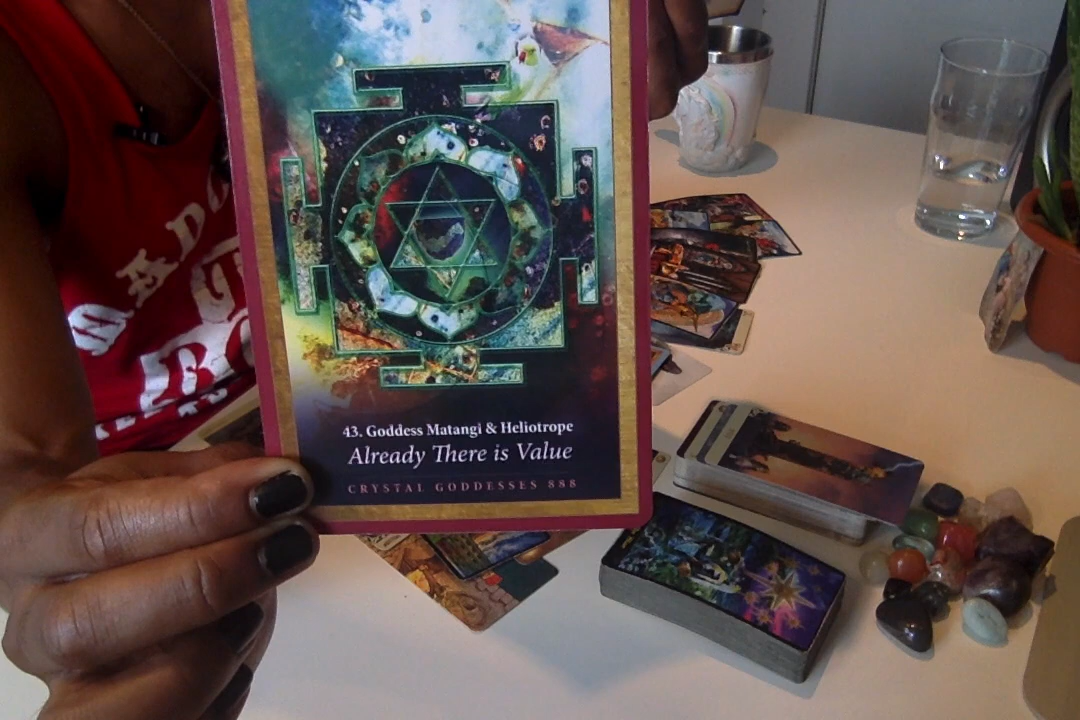 43. Goddess Matangi & Heliotrope
Already There is Value
CRYSTAL GODDESSES 888